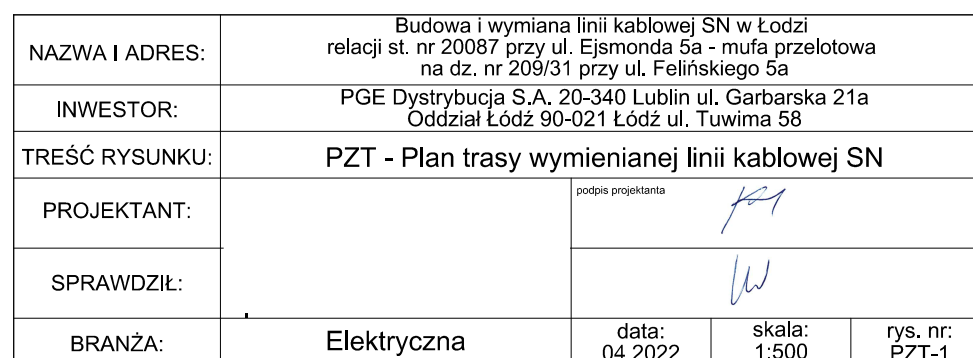 NAZWA I ADRES:
Budowa i wymiana linii kablowej SN w Łodzi
relacji st. nr 20087 przy ul. Ejsmonda 5a - mufa przelotowa
na dz. nr 209/31 przy ul. Felińskiego 5a
INWESTOR:
PGE Dystrybucja S.A. 20-340 Lublin ul. Garbarska 21a
Oddział Łódź 90-021 Łódź ul. Tuwima 58
TREŚĆ RYSUNKU:
PZT - Plan trasy wymienianej linii kablowej SN
PROJEKTANT:
podpis projektanta
SPRAWDZIŁ:
BRANŻA:
Elektryczna
data:
04.2022
skala:
1:500
rys. nr:
PZT-1